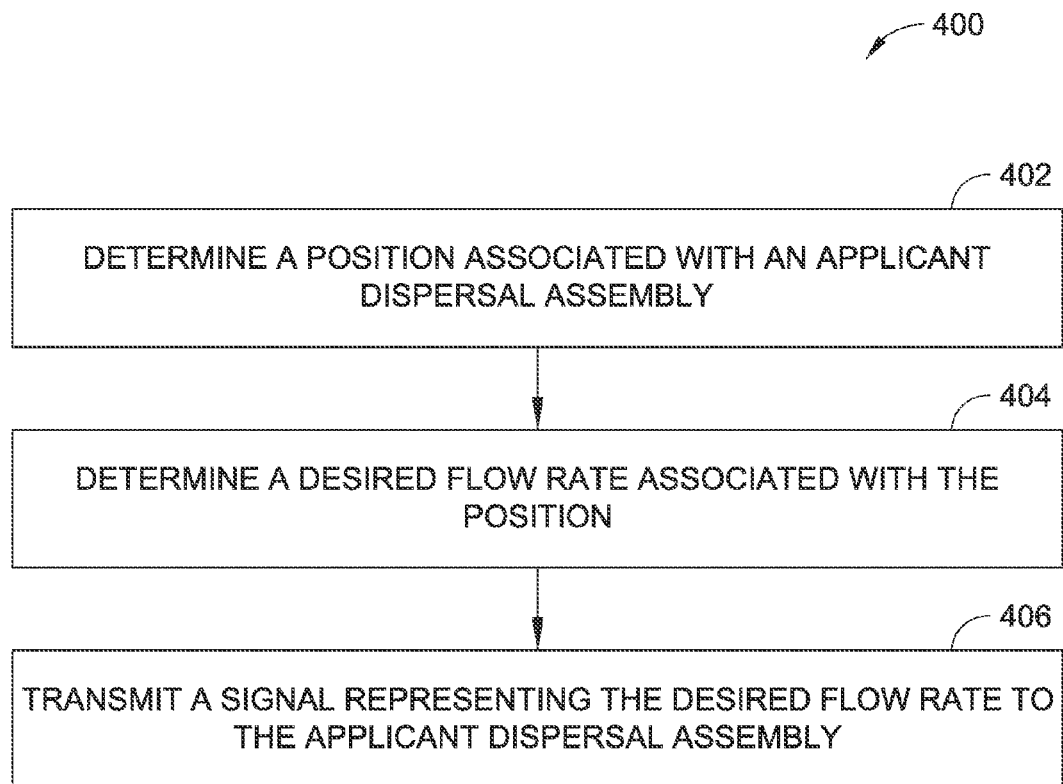 400
402
DETERMINE A POSITION ASSOCIATED WITH AN APPLICANT
DISPERSAL ASSEMBLY
404
DETERMINE A DESIRED FLOW RATE ASSOCIATED WITH THE
POSITION
406
TRANSMIT A SIGNAL REPRESENTING THE DESIRED FLOW RATE TO
THE APPLICANT DISPERSAL ASSEMBLY